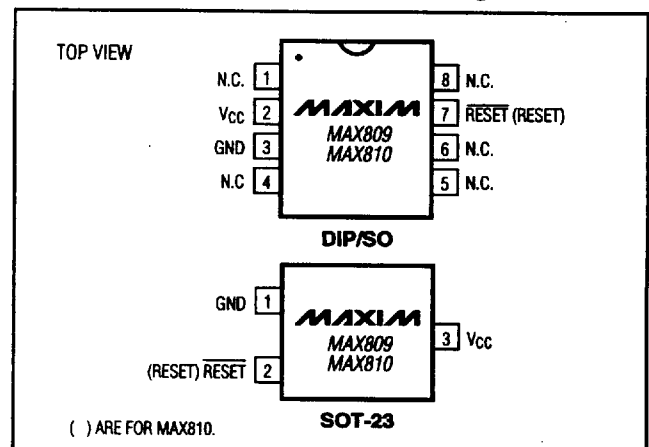 TOP VIEW
N.C. 1
8 N.C.
VCC 2
MAXIM
7 RESET (RESET)
MAX809
GND 3
MAX810
6 N.C.
N.C 4
5 N.C.
DIP/SO
GND 1
MAXIM
3 VCC
MAX809
(RESET) RESET 2
MAX810
( ) ARE FOR MAX810.
SOT-23